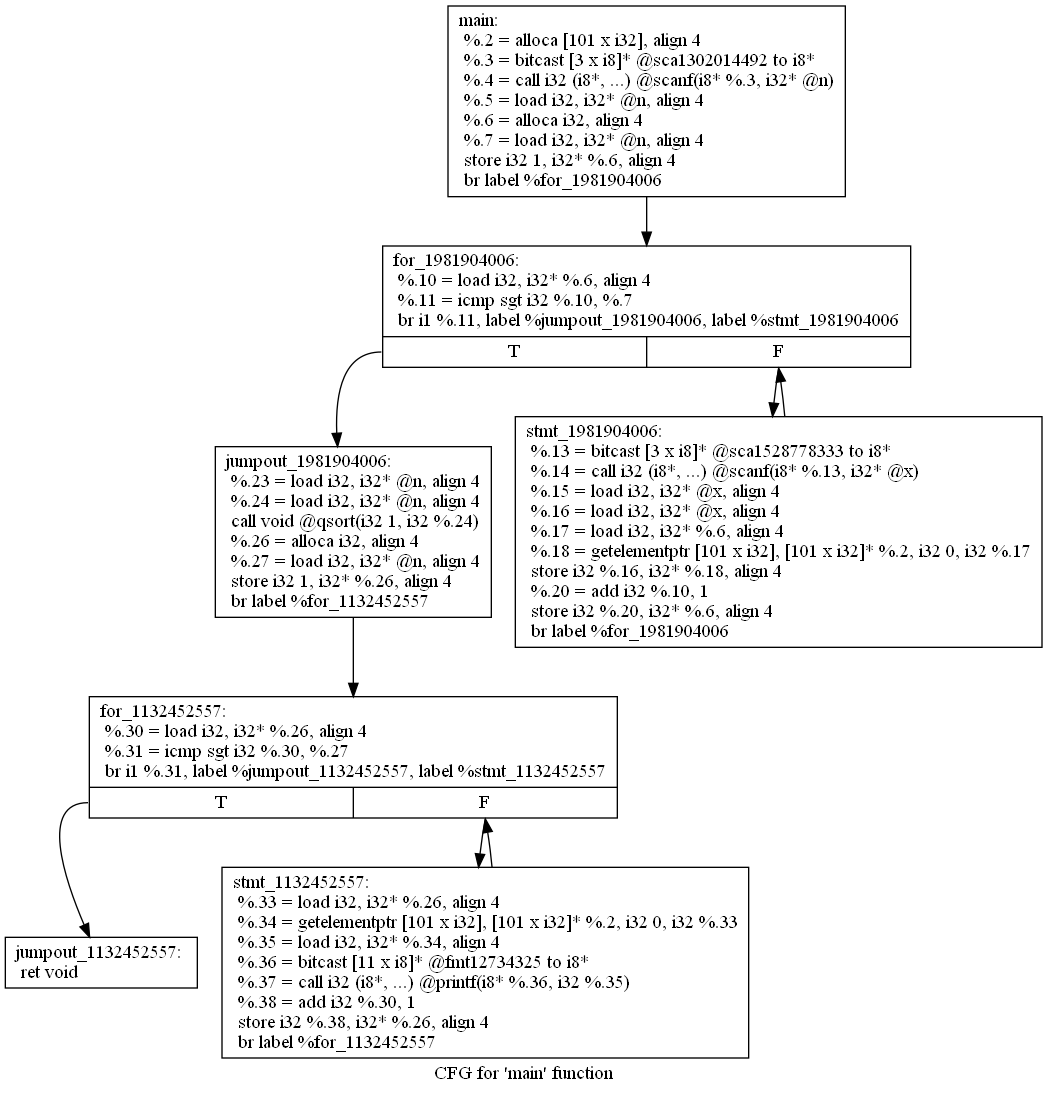 main:
%.2 = alloca [101 x i32], align 4
%.3 = bitcast [3 x i8]* @sca1302014492 to i8*
%.4 = call i32 (i8*, ...) @scanf(i8* %.3, i32* @n)
%.5 = load i32, i32* @n, align 4
%.6 = alloca i32, align 4
%.7 = load i32, i32* @n, align 4
store i32 1, i32* %.6, align 4
br label %for_1981904006
for_1981904006:
%.10 = load i32, i32* %.6, align 4
%.11 = icmp sgt i32 %.10, %.7
br i1 %.11, label %jumpout_1981904006, label %stmt_1981904006
T
F
stmt_1981904006:
%.13 = bitcast [3 x i8]* @sca1528778333 to i8*
%.14 = call i32 (i8*, ...) @scanf(i8* %.13, i32* @x)
%.15 = load i32, i32* @x, align 4
%.16 = load i32, i32* @x, align 4
%.17 = load i32, i32* %.6, align 4
%.18 = getelementptr [101 x i32], [101 x i32]* %.2, i32 0, i32 %.17
store i32 %.16, i32* %.18, align 4
%.20 = add i32 %.10, 1
store i32 %.20, i32* %.6, align 4
br label %for_1981904006
jumpout_1981904006:
%.23 = load i32, i32* @n, align 4
%.24 = load i32, i32* @n, align 4
call void @qsort(i32 1, i32 %.24)
%.26 = alloca i32, align 4
%.27 = load i32, i32* @n, align 4
store i32 1, i32* %.26, align 4
br label %for_1132452557
for_1132452557:
%.30 = load i32, i32* %.26, align 4
%.31 = icmp sgt i32 %.30, %.27
br i1 %.31, label %jumpout_1132452557, label %stmt_1132452557
T
F
stmt_1132452557:
%.33 = load i32, i32* %.26, align 4
%.34 = getelementptr [101 x i32], [101 x i32]* %.2, i32 0, i32 %.33
%.35 = load i32, i32* %.34, align 4
%.36 = bitcast [11 x i8]* @fmt12734325 to i8*
%.37 = call i32 (i8*, ...) @printf(i8* %.36, i32 %.35)
%.38 = add i32 %.30, 1
store i32 %.38, i32* %.26, align 4
br label %for_1132452557
jumpout_1132452557:
ret void
CFG for 'main' function